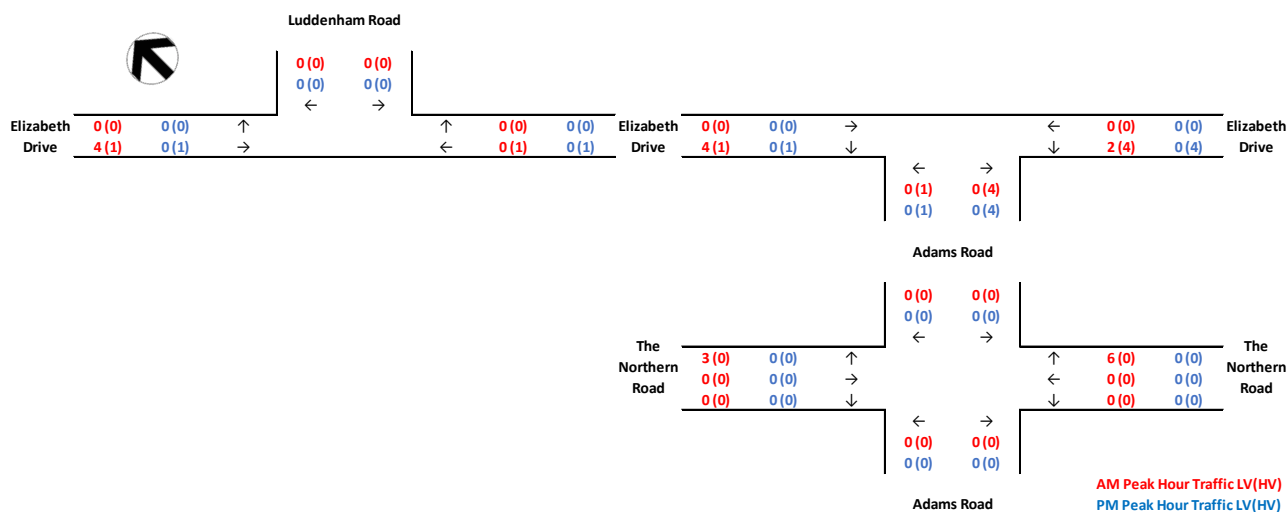 Luddenham Road
0 (0) 0 (0)
0 (0) 0 (0)
← →
Elizabeth 0 (0) 0 (0) ↑ ↑ 0 (0) 0 (0) Elizabeth 0 (0) 0 (0) → ← 0 (0) 0 (0) Elizabeth
Drive 4 (1) 0 (1) → ← 0 (1) 0 (1) Drive 4 (1) 0 (1) ↓ ↓ 2 (4) 0 (4) Drive
← →
0 (1) 0 (4)
0 (1) 0 (4)
Adams Road
0 (0) 0 (0)
0 (0) 0 (0)
← →
The The
Northern 3 (0) 0 (0) ↑ ↑ 6 (0) 0 (0) Northern
Road 0 (0) 0 (0) → ← 0 (0) 0 (0) Road
0 (0) 0 (0) ↓ ↓ 0 (0) 0 (0)
← →
0 (0) 0 (0)
0 (0) 0 (0)
Adams Road
AM Peak Hour Traffic LV(HV)
PM Peak Hour Traffic LV(HV)